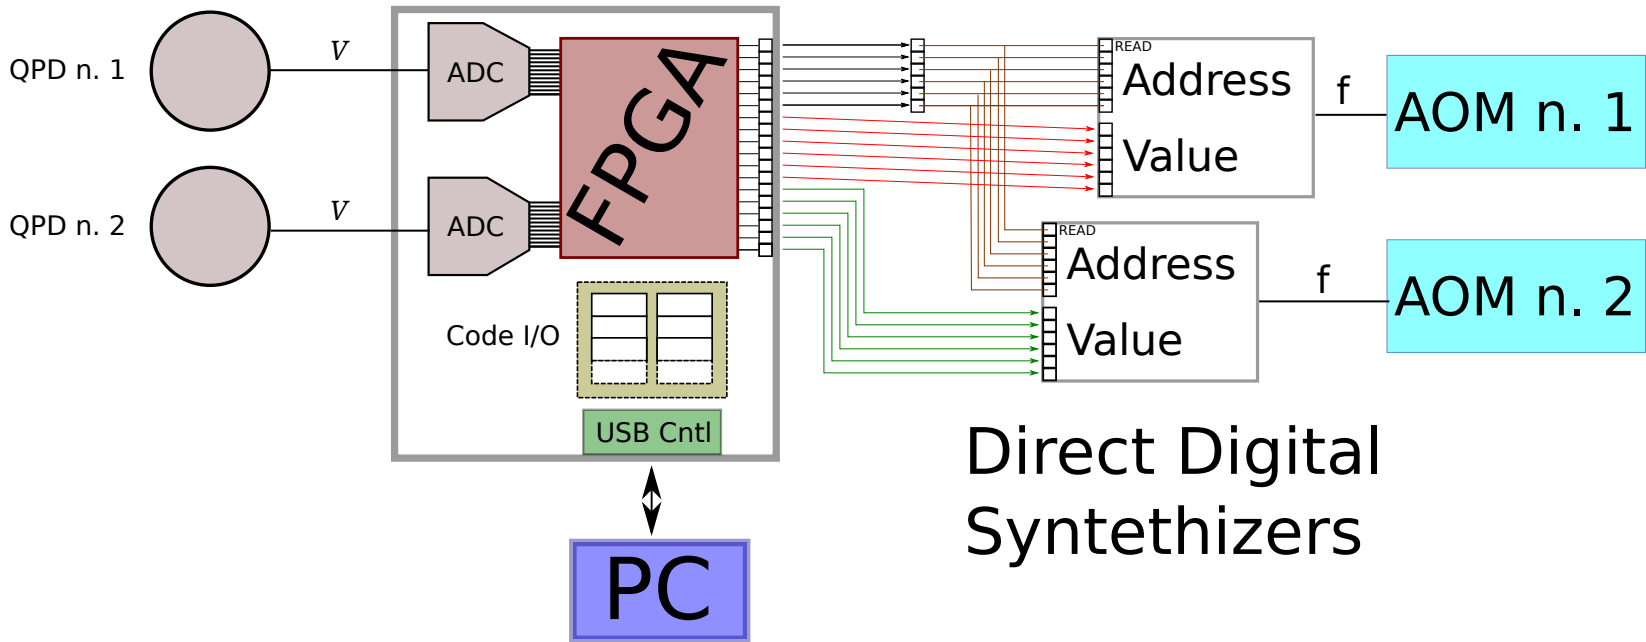 QPD n. 1
V
ADC
FPGA
READ
Address
Value
f
AOM n. 1
QPD n. 2
V
ADC
READ
Address
Value
f
AOM n. 2
Code I/O
USB Cntl
PC
Direct Digital
Syntethizers